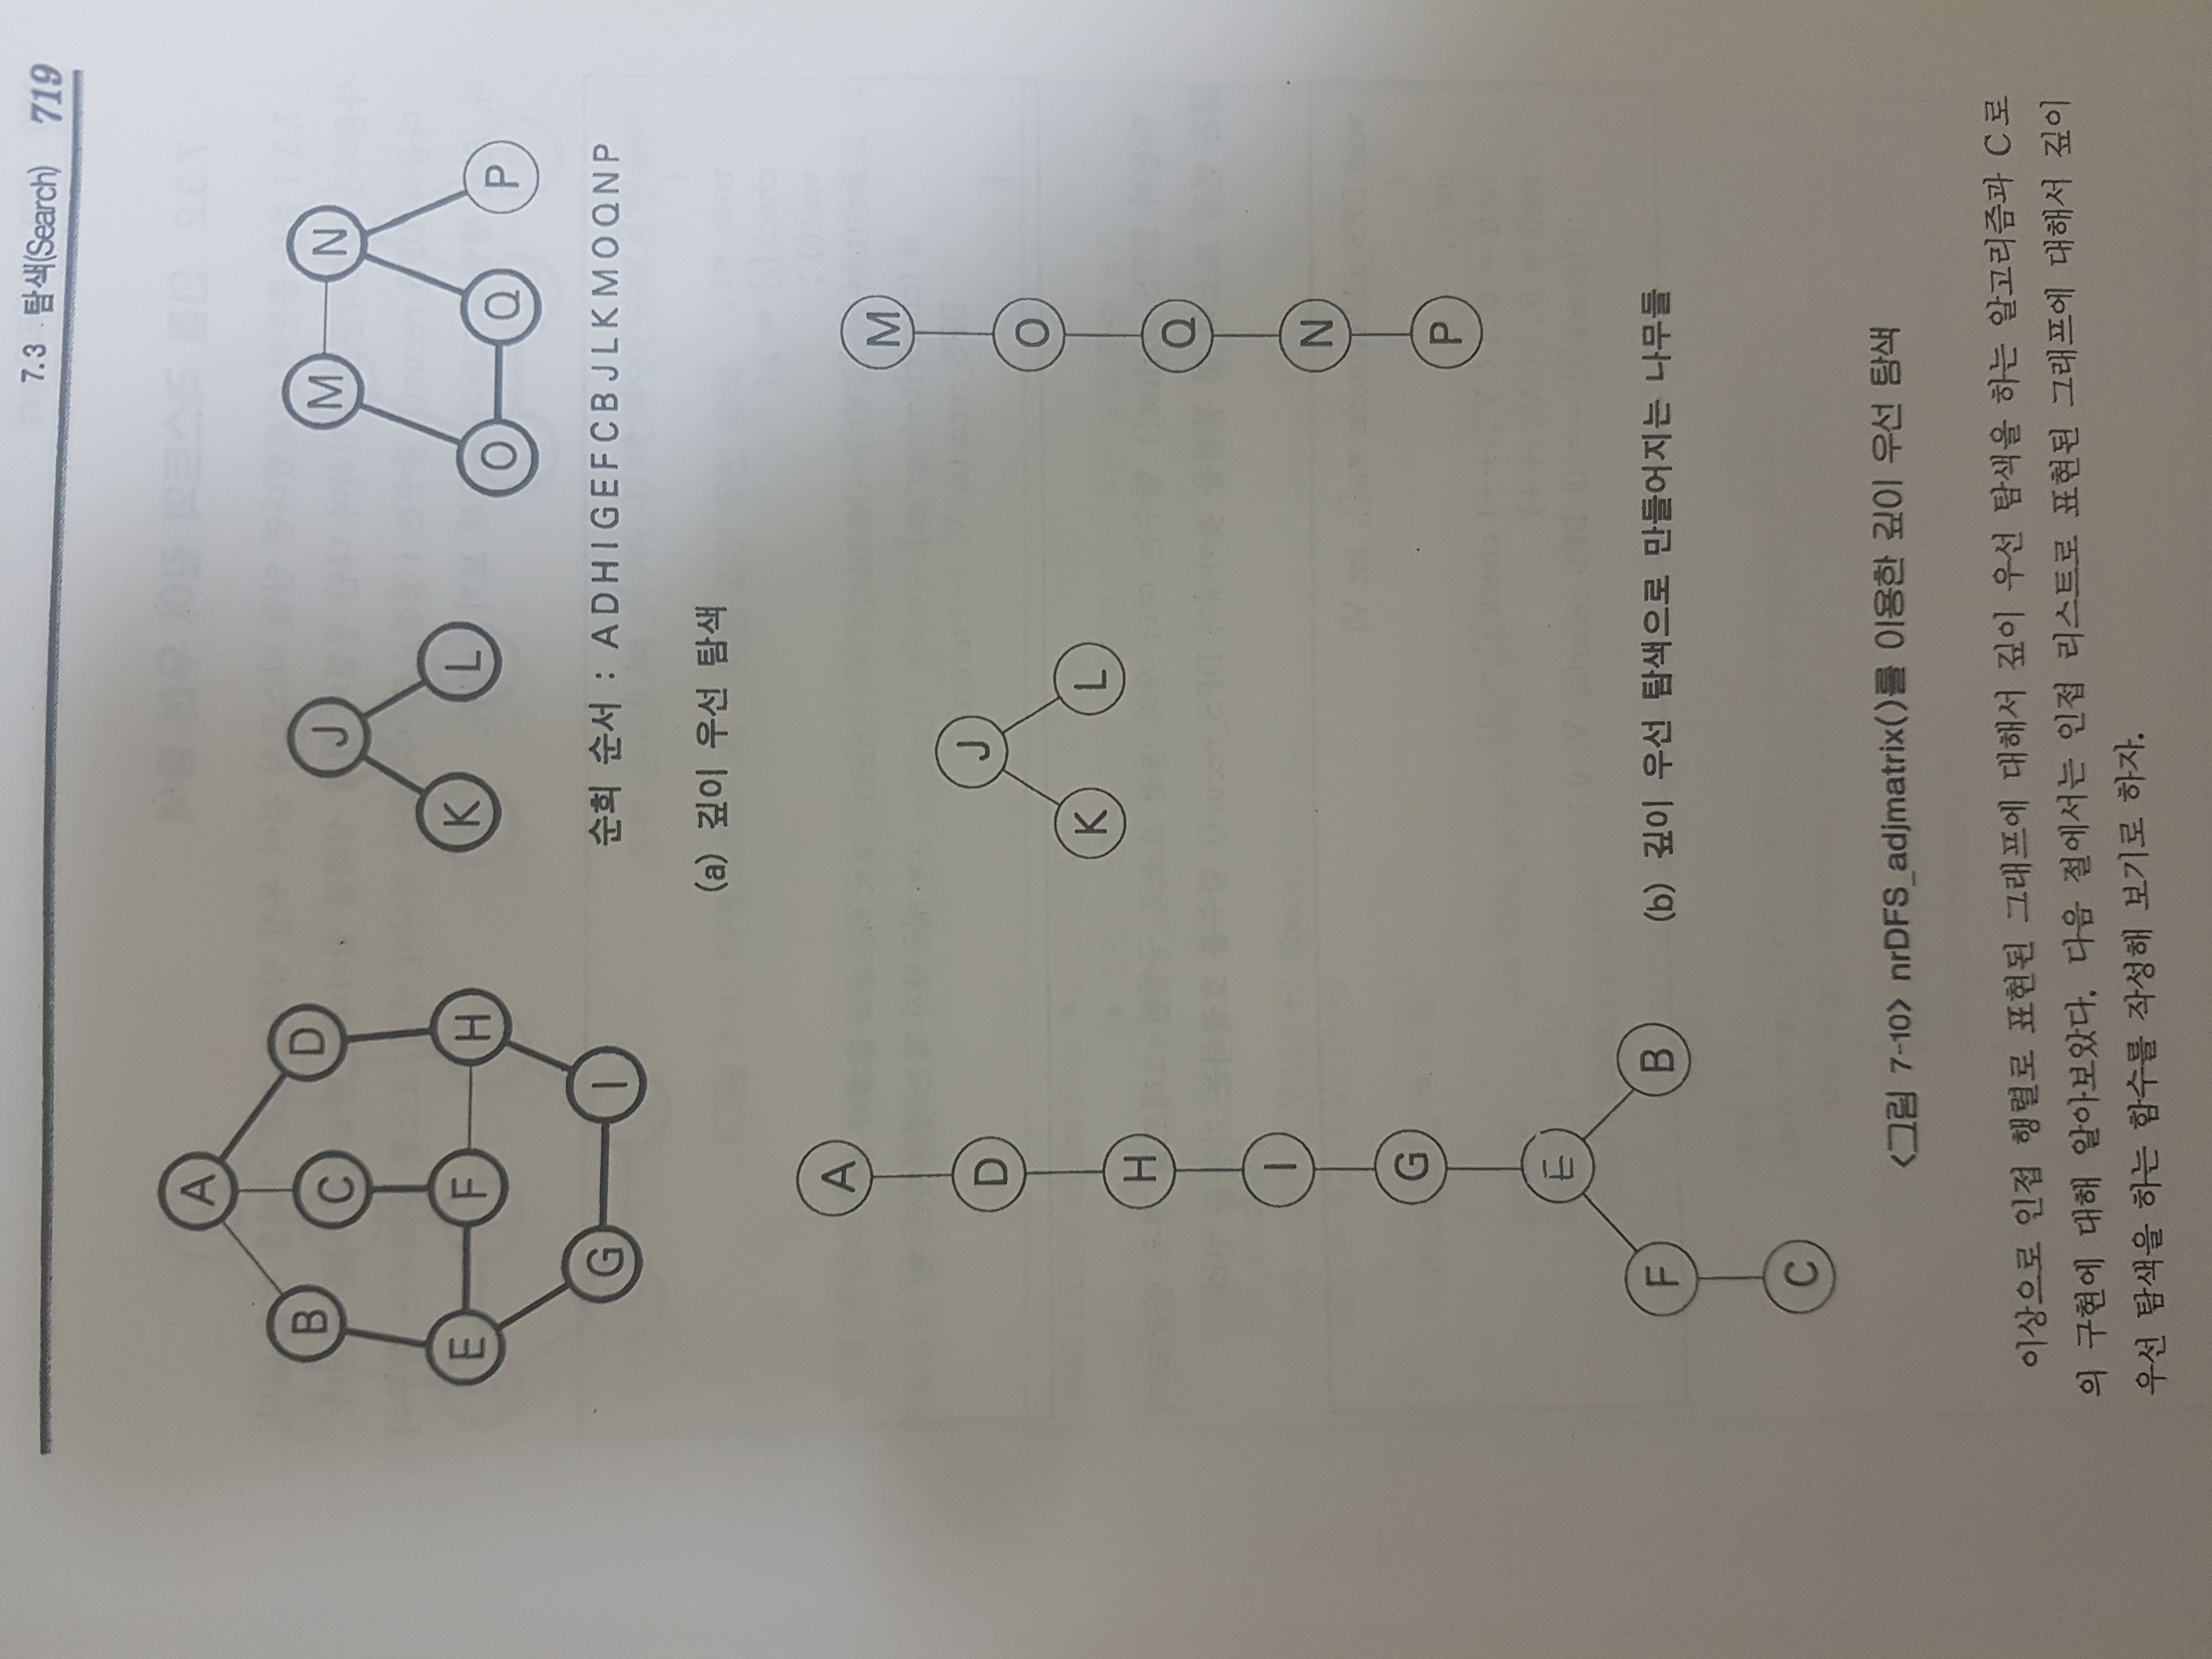 7.3 탐색(Search) 719
A
B
C
D
E
F
H
G
I
J
K
L
M
N
O
Q
P
순회 순서 : A D H I G E F C B J L K M O Q N P
(a) 깊이 우선 탐색
A
D
H
I
G
E
F
B
C
J
K
L
M
O
Q
N
P
(b) 깊이 우선 탐색으로 만들어지는 나무들
<그림 7-10> nrDFS_adjmatrix()를 이용한 깊이 우선 탐색
이상으로 인접 행렬로 표현된 그래프에 대해서 깊이 우선 탐색을 하는 알고리즘과 C로
의 구현에 대해 알아보았다. 다음 절에서는 인접 리스트로 표현된 그래프에 대해서 깊이
우선 탐색을 하는 함수를 작성해 보기로 하자.